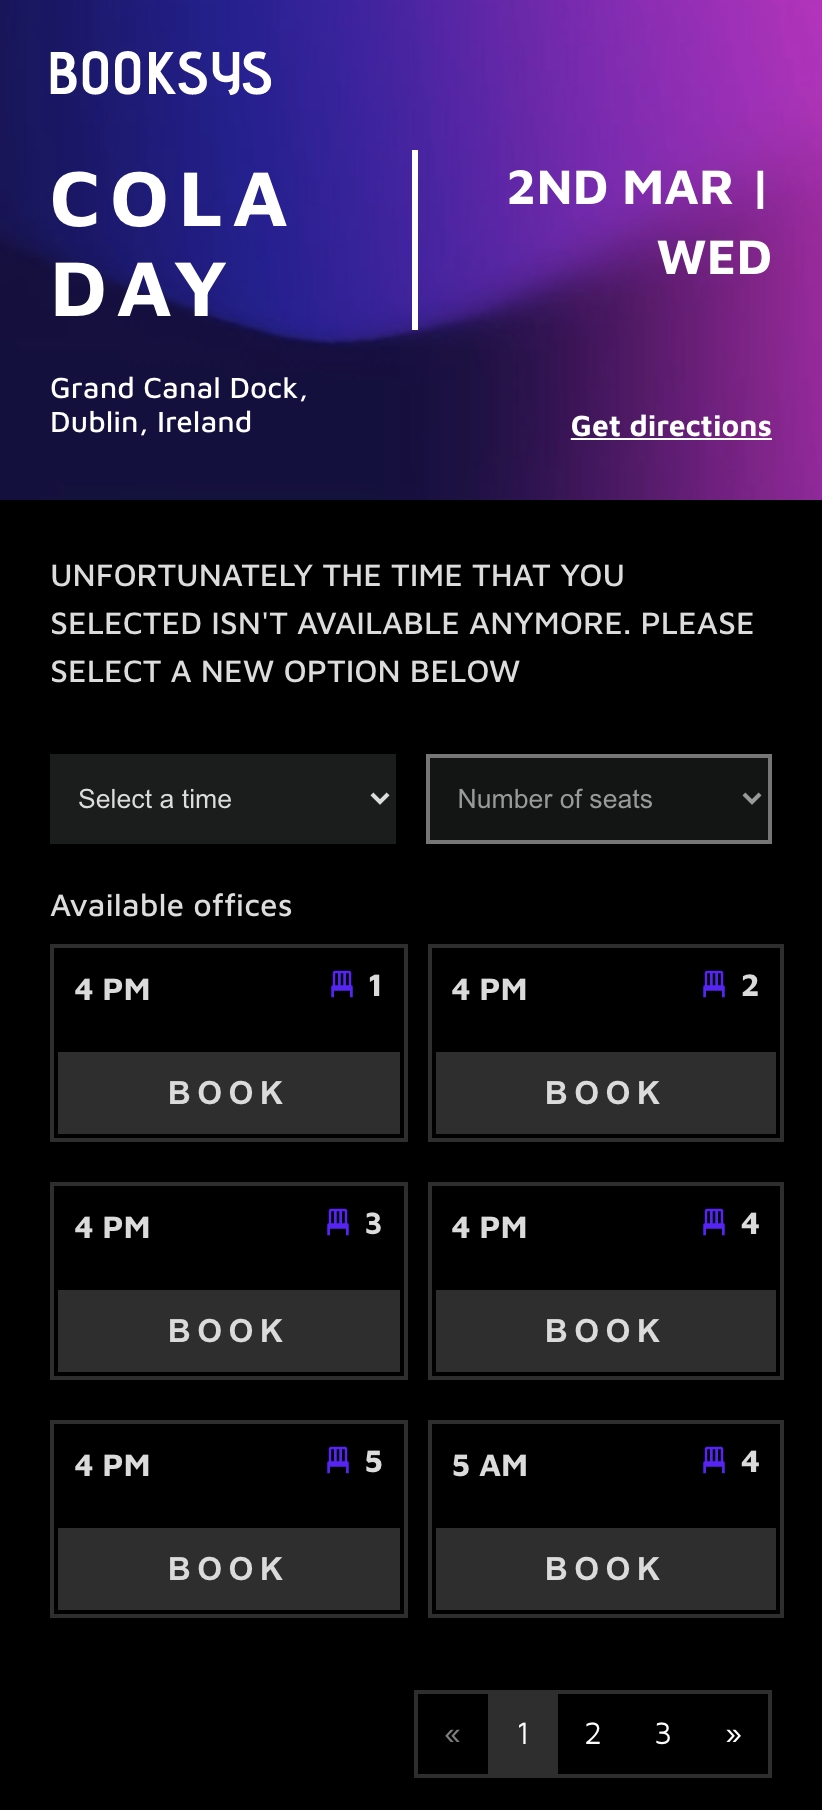 BOOKSYS
COLA
DAY
2ND MAR |
WED
Grand Canal Dock,
Dublin, Ireland
Get directions
UNFORTUNATELY THE TIME THAT YOU
SELECTED ISN'T AVAILABLE ANYMORE. PLEASE
SELECT A NEW OPTION BELOW
Select a time
Number of seats
Available offices
4 PM 1
BOOK
4 PM 2
BOOK
4 PM 3
BOOK
4 PM 4
BOOK
4 PM 5
BOOK
5 AM 4
BOOK
« 1 2 3 »